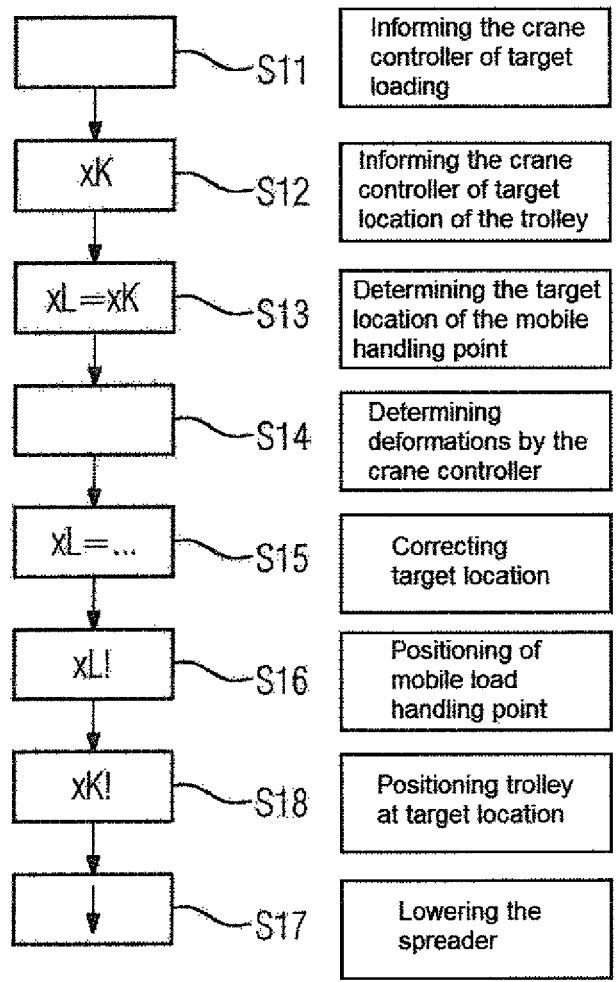 S11
Informing the crane
controller of target
loading
xK
S12
Informing the crane
controller of target
location of the trolley
xL=xK
S13
Determining the target
location of the mobile
handling point
S14
Determining
deformations by the
crane controller
xL=...
S15
Correcting
target location
xL!
S16
Positioning of
mobile load
handling point
xK!
S18
Positioning trolley
at target location
S17
Lowering the
spreader